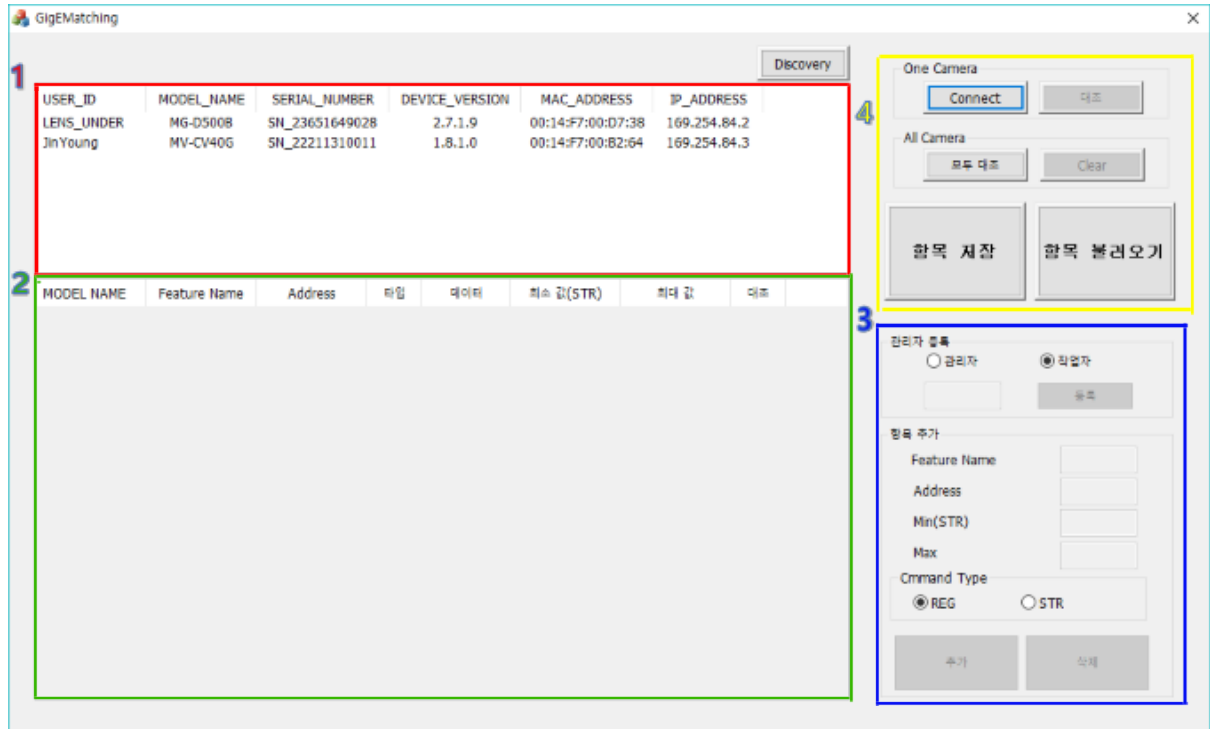 GigEMatching
Discovery
1
USER_ID MODEL_NAME SERIAL_NUMBER DEVICE_VERSION MAC_ADDRESS IP_ADDRESS
LENS_UNDER MG-D500B SN_23651649028 2.7.1.9 00:14:F7:00:D7:38 169.254.84.2
JinYoung MV-CV40G SN_22211310011 1.8.1.0 00:14:F7:00:B2:64 169.254.84.3
2
MODEL NAME Feature Name Address 타입 데이터 최소 값(STR) 최대 값 대조
4
One Camera
Connect 대조
All Camera
모두 대조 Clear
항목 저장 항목 불러오기
3
관리자 등록
관리자 작업자
등록
항목 추가
Feature Name
Address
Min(STR)
Max
Cmmand Type
REG STR
추가 삭제